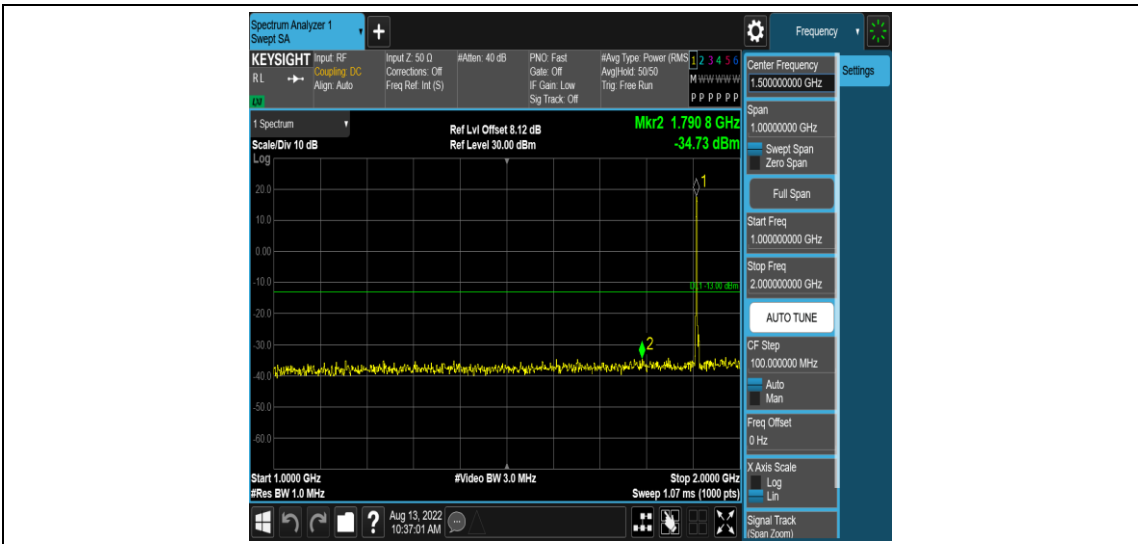 Spectrum Analyzer 1
Swept SA
+
Frequency
KEYSIGHT
RL
LNI
Input: RF
Coupling: DC
Align: Auto
Input Z: 50 Ω
Corrections: Off
Freq Ref: Int (S)
#Atten: 40 dB
PNO: Fast
Gate: Off
IF Gain: Low
Sig Track: Off
#Avg Type: Power (RMS
Avg|Hold: 50/50
Trig: Free Run
1 2 3 4 5 6
M W W W W W
P P P P P P
1 Spectrum
Scale/Div 10 dB
Log
Ref Lvl Offset 8.12 dB
Ref Level 30.00 dBm
Mkr2 1.790 8 GHz
-34.73 dBm
20.0
10.0
0.00
-10.0
-20.0
-30.0
-40.0
-50.0
-60.0
1
DL1 -13.00 dBm
2
Start 1.0000 GHz
#Res BW 1.0 MHz
#Video BW 3.0 MHz
Stop 2.0000 GHz
Sweep 1.07 ms (1000 pts)
Center Frequency
1.500000000 GHz
Settings
Span
1.00000000 GHz
Swept Span
Zero Span
Full Span
Start Freq
1.000000000 GHz
Stop Freq
2.000000000 GHz
AUTO TUNE
CF Step
100.000000 MHz
Auto
Man
Freq Offset
0 Hz
X Axis Scale
Log
Lin
Signal Track
(Span Zoom)
?
Aug 13, 2022
10:37:01 AM